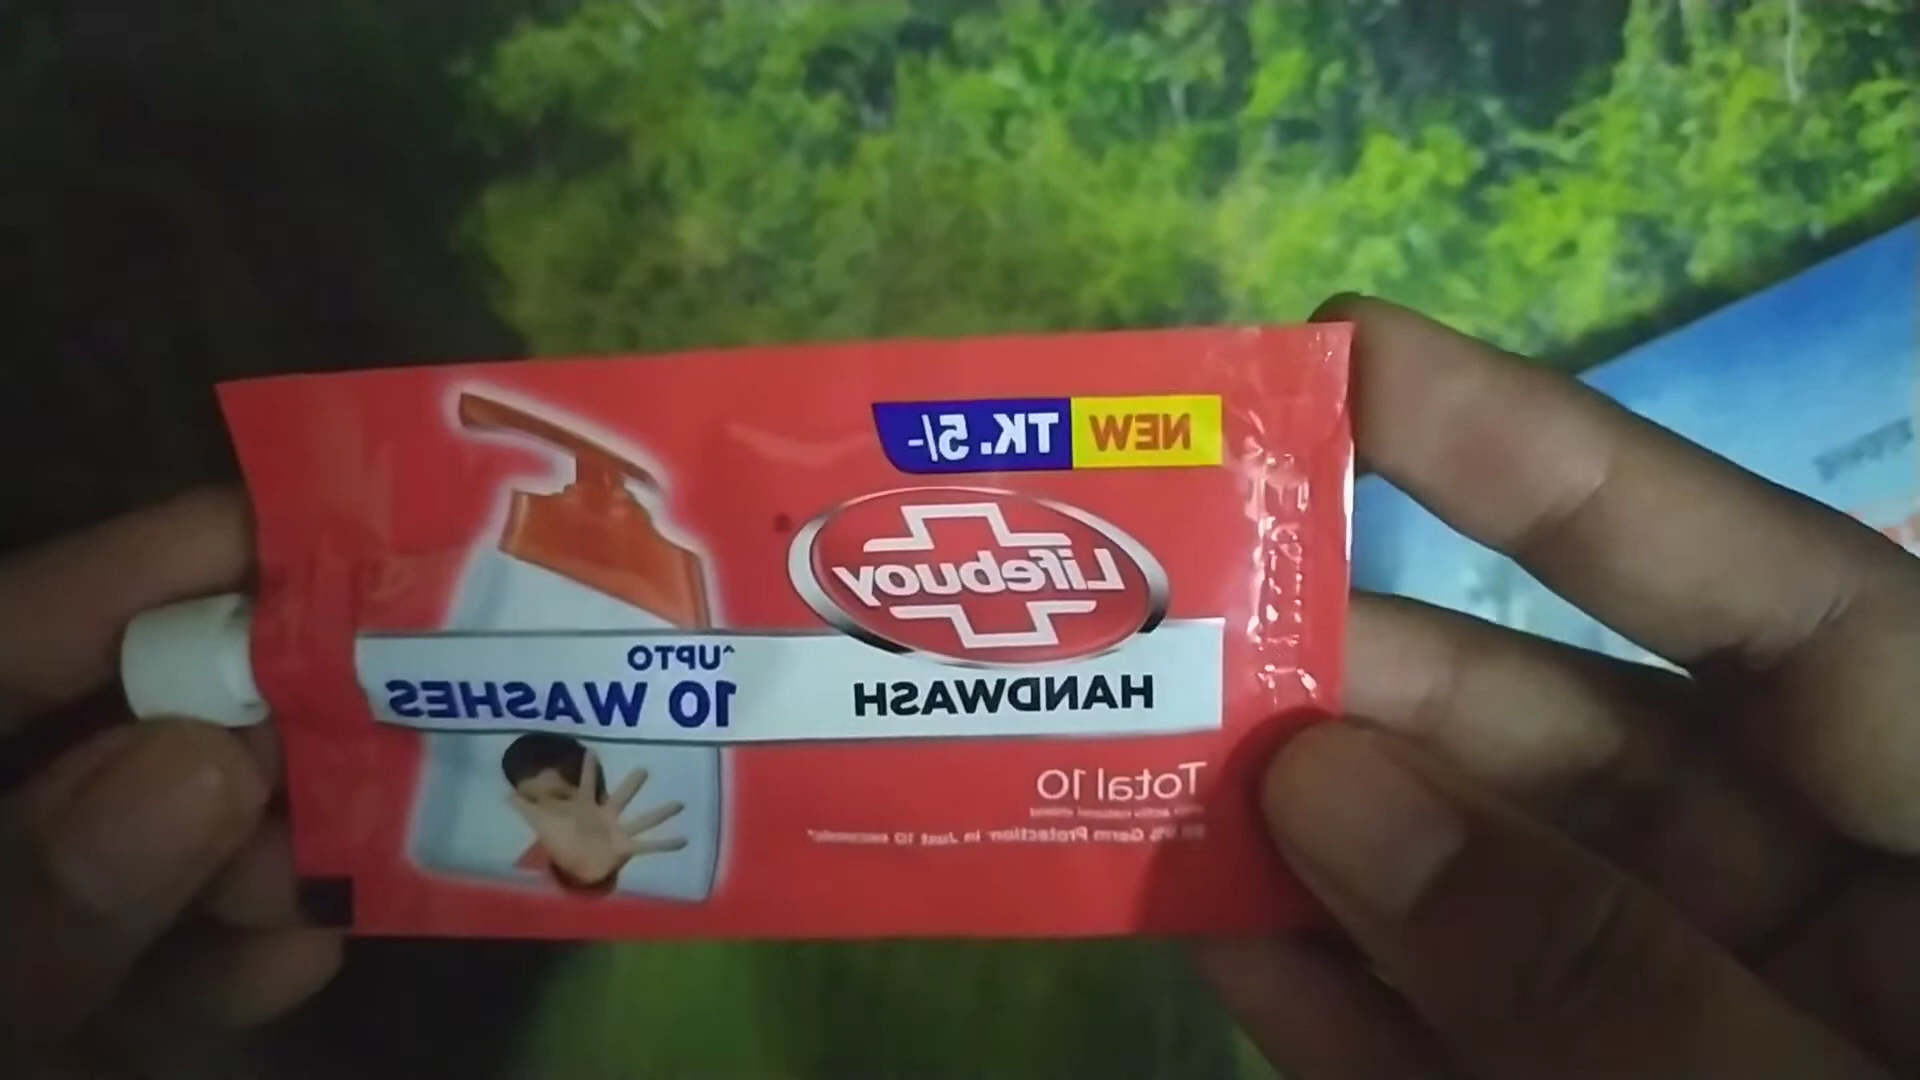 NEW TK. 5/-
Lifebuoy
HANDWASH
^UPTO
10 WASHES
Total 10
Germ Protection in Just 10 seconds*